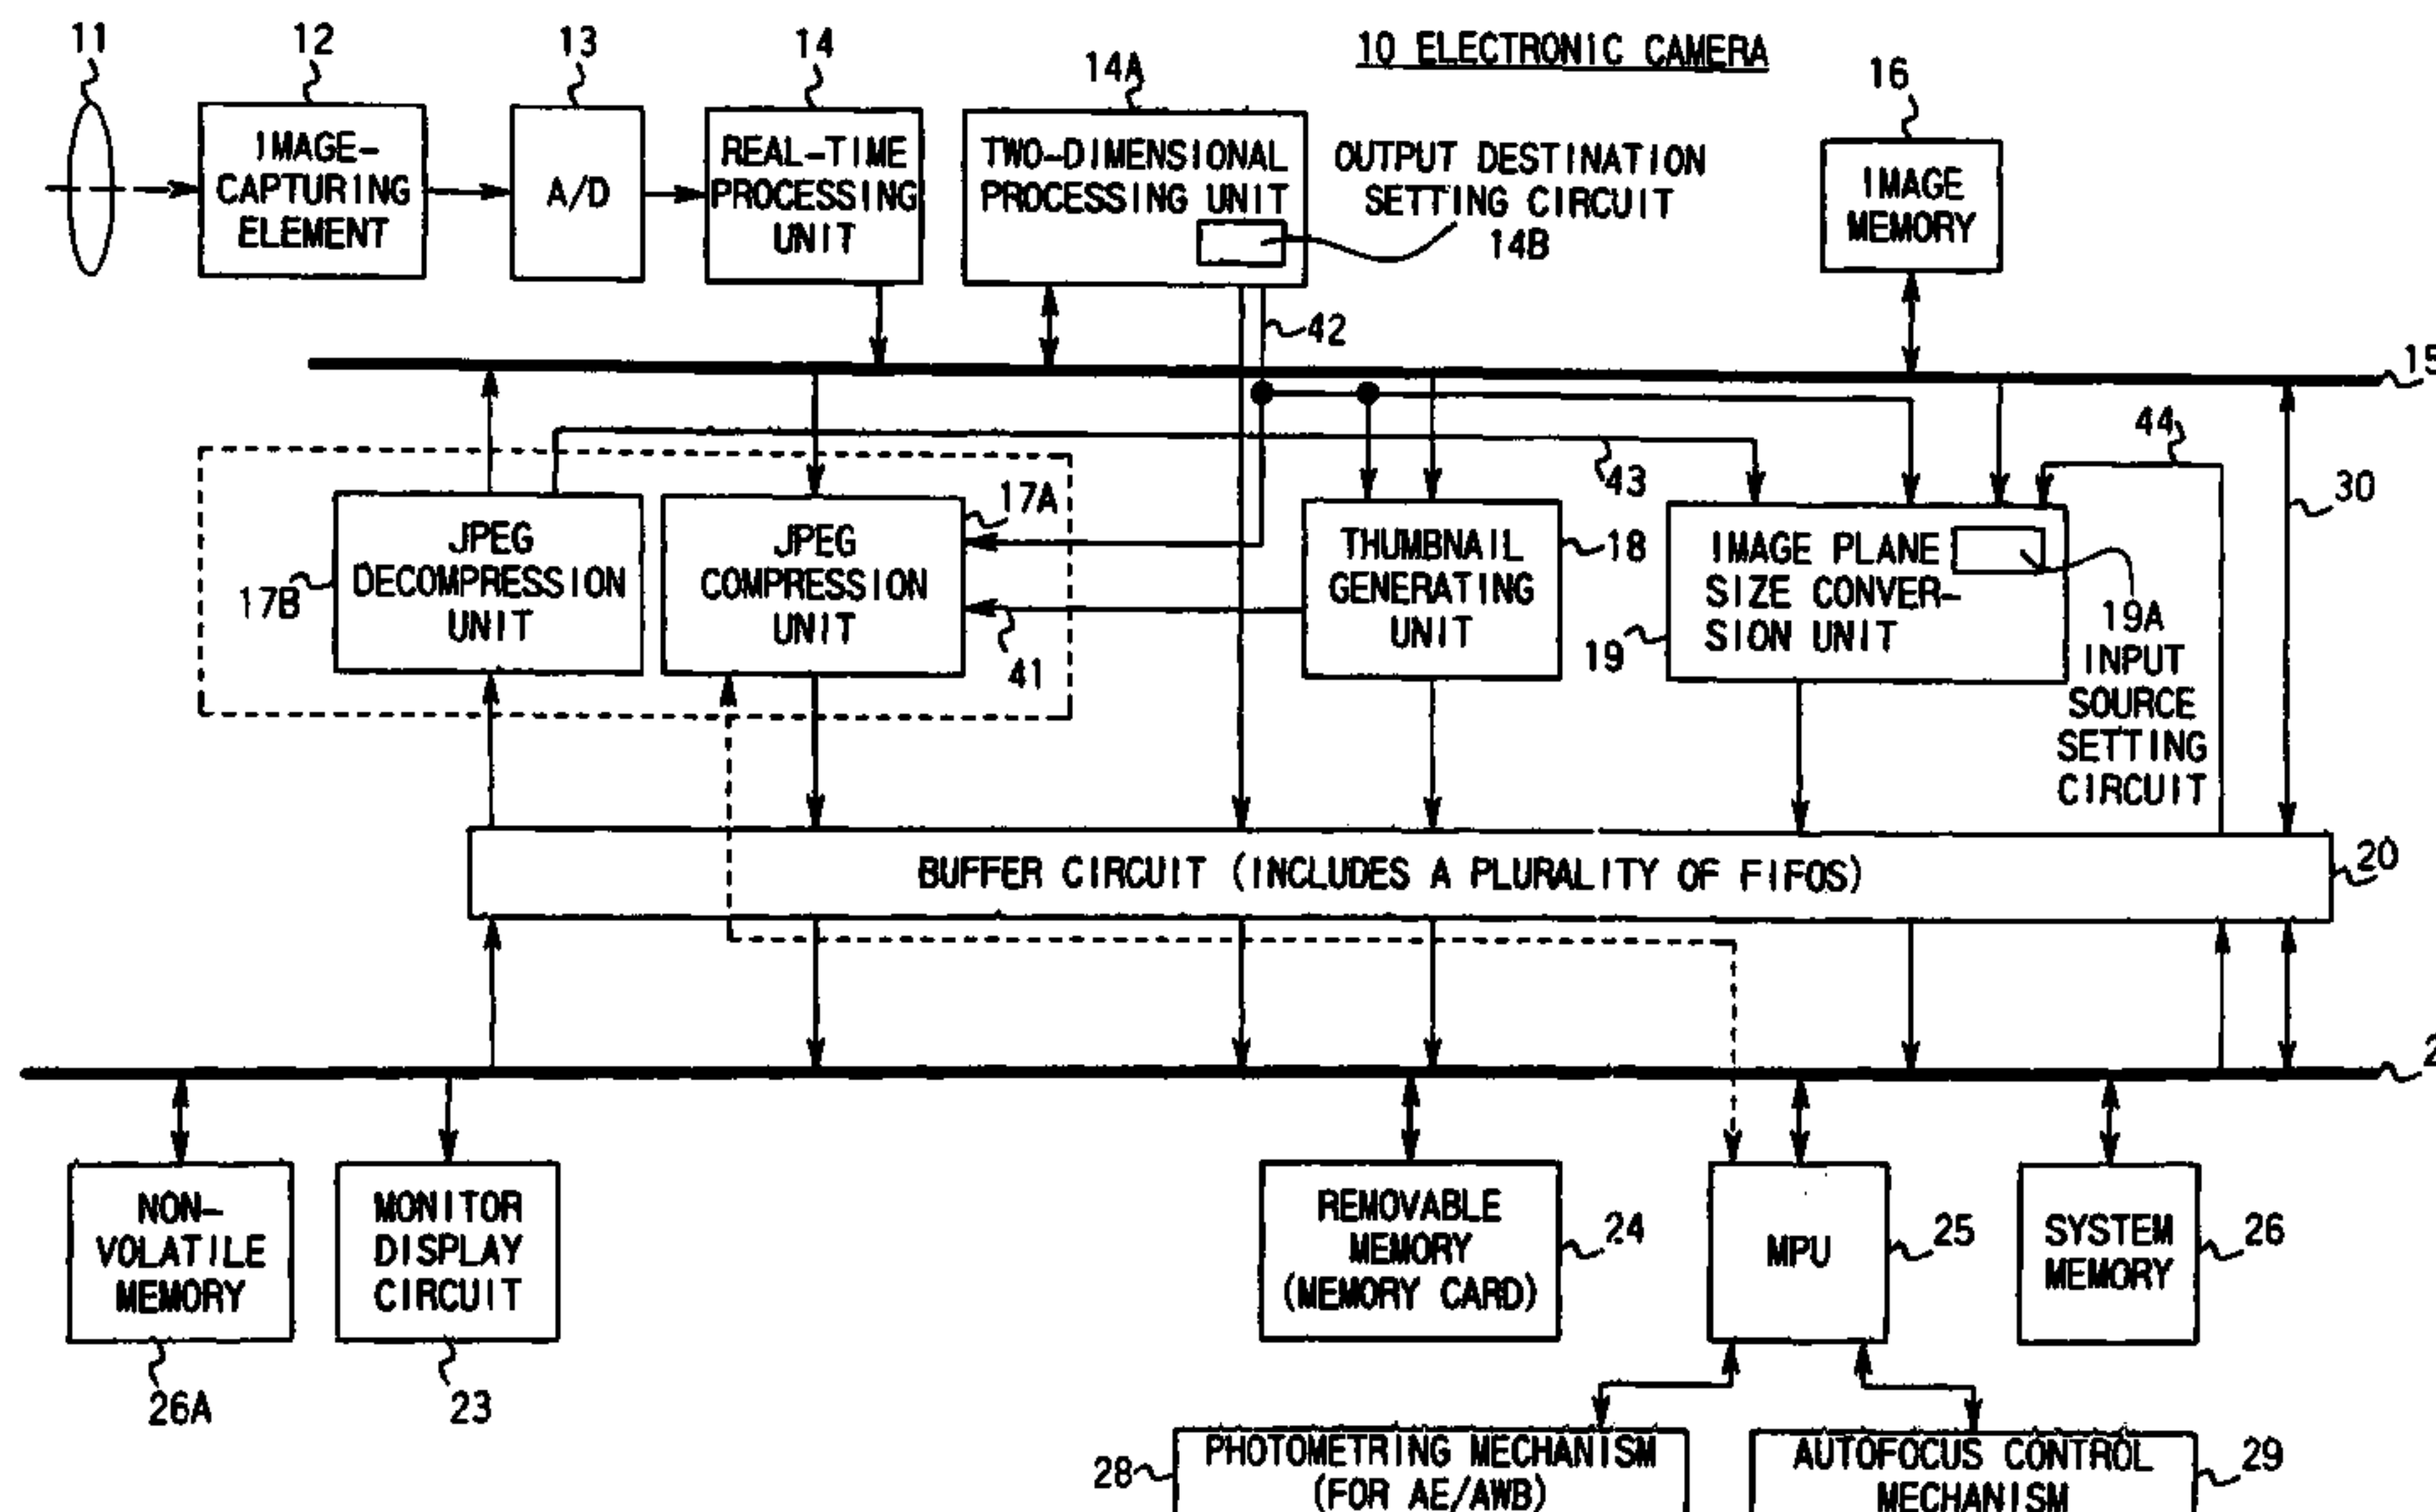 10 ELECTRONIC CAMERA
11
12
13
14
14A
16
IMAGE-
CAPTURING
ELEMENT
A/D
REAL-TIME
PROCESSING
UNIT
TWO-DIMENSIONAL
PROCESSING UNIT
OUTPUT DESTINATION
SETTING CIRCUIT
14B
IMAGE
MEMORY
42
15
44
43
30
17A
JPEG
DECOMPRESSION
UNIT
17B
JPEG
COMPRESSION
UNIT
41
THUMBNAIL
GENERATING
UNIT
18
IMAGE PLANE
SIZE CONVER-
SION UNIT
19
19A
INPUT
SOURCE
SETTING
CIRCUIT
BUFFER CIRCUIT (INCLUDES A PLURALITY OF FIFOS)
20
NON-
VOLATILE
MEMORY
26A
MONITOR
DISPLAY
CIRCUIT
23
REMOVABLE
MEMORY
(MEMORY CARD)
24
MPU
25
SYSTEM
MEMORY
26
28
PHOTOMETRING MECHANISM
(FOR AE/AWB)
AUTOFOCUS CONTROL
MECHANISM
29